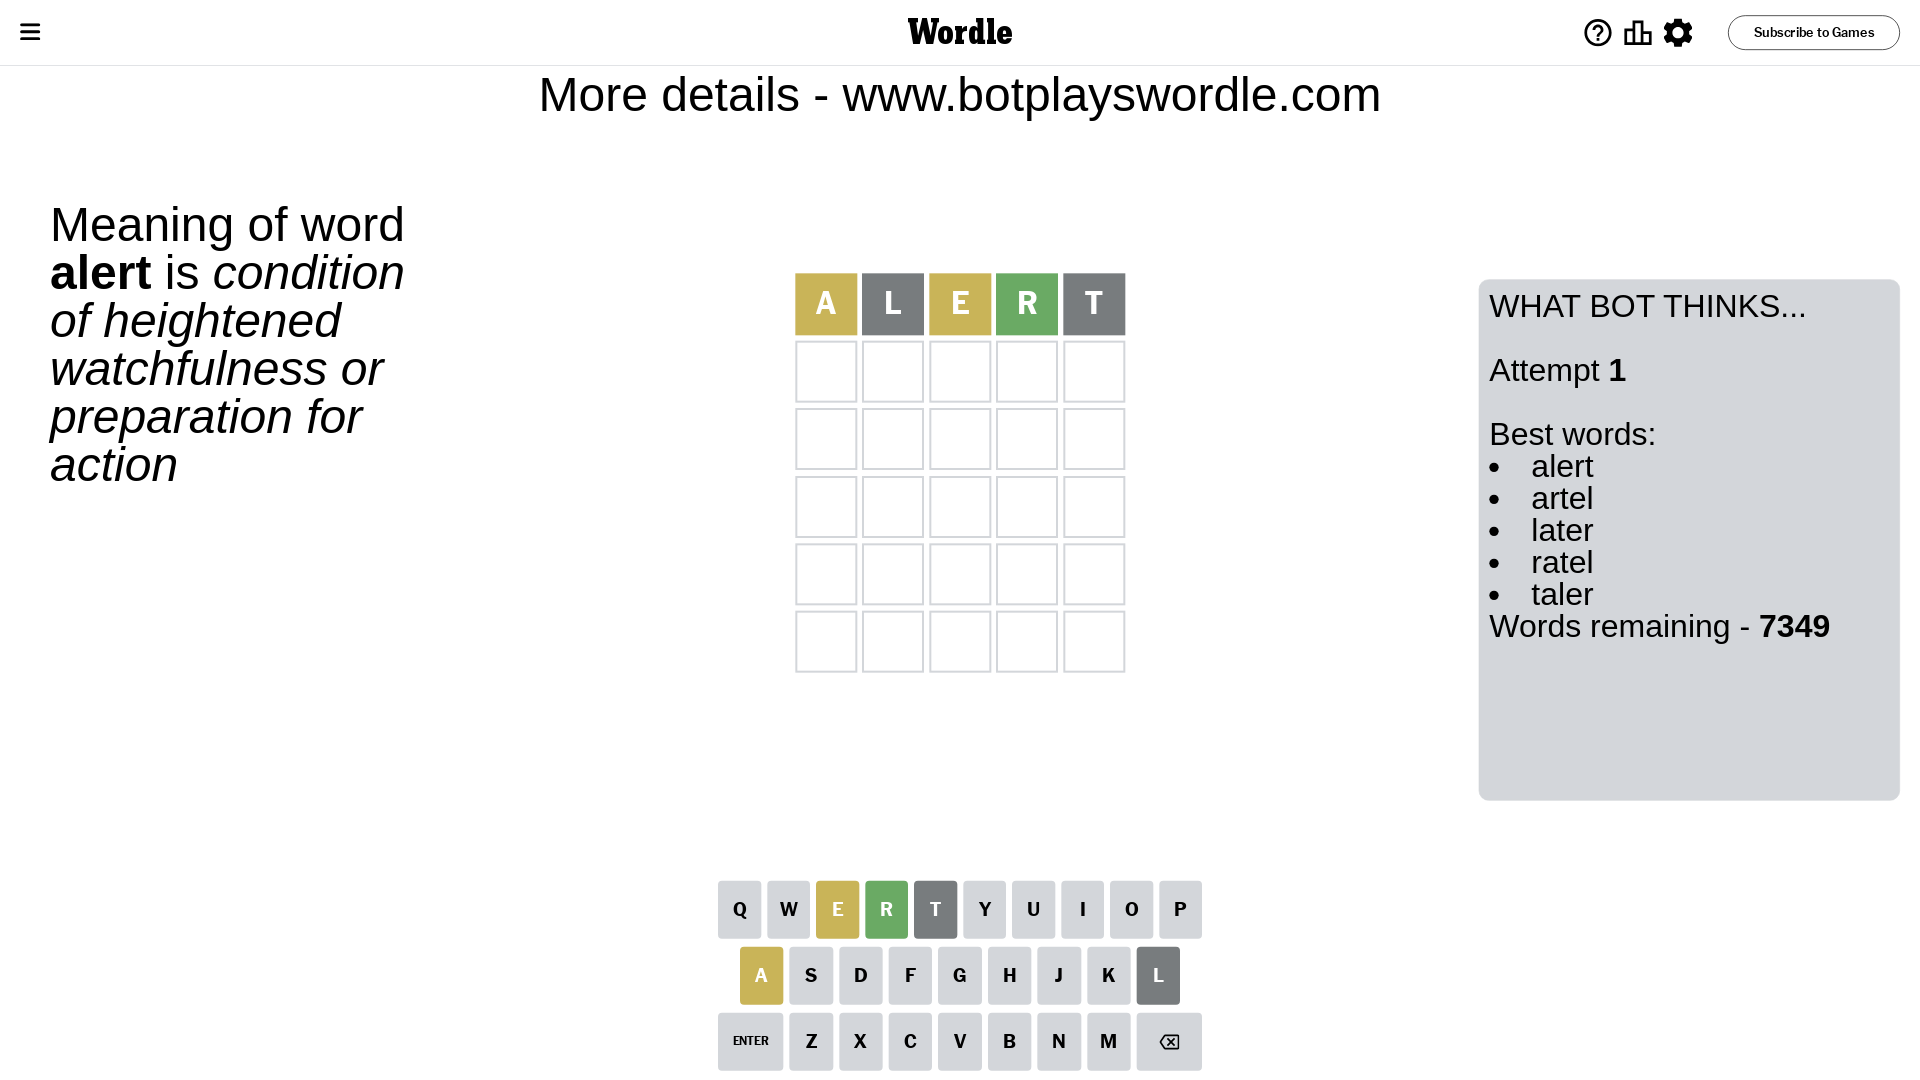 Wordle
Subscribe to Games
More details - www.botplayswordle.com
Meaning of word
alert is condition
of heightened
watchfulness or
preparation for
action
A L E R T
WHAT BOT THINKS...
Attempt 1
Best words:
• alert
• artel
• later
• ratel
• taler
Words remaining - 7349
Q W E R T Y U I O P
A S D F G H J K L
ENTER Z X C V B N M